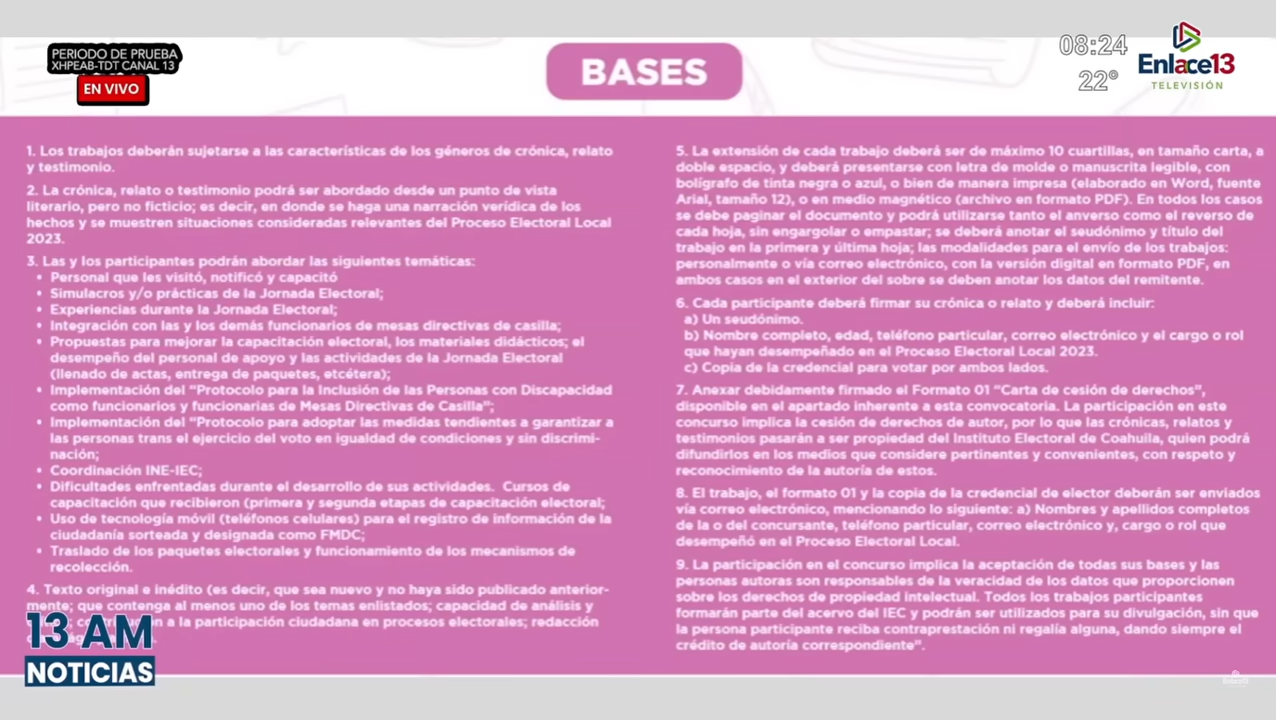 PERIODO DE PRUEBA
XHPEAB-TDT CANAL 13
EN VIVO
BASES
08:24
22°
Enlace13
TELEVISIÓN
1. Los trabajos deberán sujetarse a las características de los géneros de crónica, relato
y testimonio.
2. La crónica, relato o testimonio podrá ser abordado desde un punto de vista
literario, pero no ficticio; es decir, en donde se haga una narración verídica de los
hechos y se muestren situaciones consideradas relevantes del Proceso Electoral Local
2023.
3. Las y los participantes podrán abordar las siguientes temáticas:
• Personal que les visitó, notificó y capacitó
• Simulacros y/o prácticas de la Jornada Electoral;
• Experiencias durante la Jornada Electoral;
• Integración con las y los demás funcionarios de mesas directivas de casilla;
• Propuestas para mejorar la capacitación electoral, los materiales didácticos; el
desempeño del personal de apoyo y las actividades de la Jornada Electoral
(llenado de actas, entrega de paquetes, etcétera);
• Implementación del "Protocolo para la Inclusión de las Personas con Discapacidad
como funcionarios y funcionarias de Mesas Directivas de Casilla";
• Implementación del "Protocolo para adoptar las medidas tendientes a garantizar a
las personas trans el ejercicio del voto en igualdad de condiciones y sin discrimi-
nación;
• Coordinación INE-IEC;
• Dificultades enfrentadas durante el desarrollo de sus actividades. Cursos de
capacitación que recibieron (primera y segunda etapas de capacitación electoral;
• Uso de tecnología móvil (teléfonos celulares) para el registro de información de la
ciudadanía sorteada y designada como FMDC;
• Traslado de los paquetes electorales y funcionamiento de los mecanismos de
recolección.
4. Texto original e inédito (es decir, que sea nuevo y no haya sido publicado anterior-
mente; que contenga al menos uno de los temas enlistados; capacidad de análisis y
a la participación ciudadana en procesos electorales; redacción
5. La extensión de cada trabajo deberá ser de máximo 10 cuartillas, en tamaño carta, a
doble espacio, y deberá presentarse con letra de molde o manuscrita legible, con
bolígrafo de tinta negra o azul, o bien de manera impresa (elaborado en Word, fuente
Arial, tamaño 12), o en medio magnético (archivo en formato PDF). En todos los casos
se debe paginar el documento y podrá utilizarse tanto el anverso como el reverso de
cada hoja, sin engargolar o empastar; se deberá anotar el seudónimo y título del
trabajo en la primera y última hoja; las modalidades para el envío de los trabajos:
personalmente o vía correo electrónico, con la versión digital en formato PDF, en
ambos casos en el exterior del sobre se deben anotar los datos del remitente.
6. Cada participante deberá firmar su crónica o relato y deberá incluir:
a) Un seudónimo.
b) Nombre completo, edad, teléfono particular, correo electrónico y el cargo o rol
que hayan desempeñado en el Proceso Electoral Local 2023.
c) Copia de la credencial para votar por ambos lados.
7. Anexar debidamente firmado el Formato 01 "Carta de cesión de derechos",
disponible en el apartado inherente a esta convocatoria. La participación en este
concurso implica la cesión de derechos de autor, por lo que las crónicas, relatos y
testimonios pasarán a ser propiedad del Instituto Electoral de Coahuila, quien podrá
difundirlos en los medios que considere pertinentes y convenientes, con respeto y
reconocimiento de la autoría de estos.
8. El trabajo, el formato 01 y la copia de la credencial de elector deberán ser enviados
vía correo electrónico, mencionando lo siguiente: a) Nombres y apellidos completos
de la o del concursante, teléfono particular, correo electrónico y, cargo o rol que
desempeñó en el Proceso Electoral Local.
9. La participación en el concurso implica la aceptación de todas sus bases y las
personas autoras son responsables de la veracidad de los datos que proporcionen
sobre los derechos de propiedad intelectual. Todos los trabajos participantes
formarán parte del acervo del IEC y podrán ser utilizados para su divulgación, sin que
la persona participante reciba contraprestación ni regalía alguna, dando siempre el
crédito de autoría correspondiente".
13 AM
NOTICIAS
Enlace13